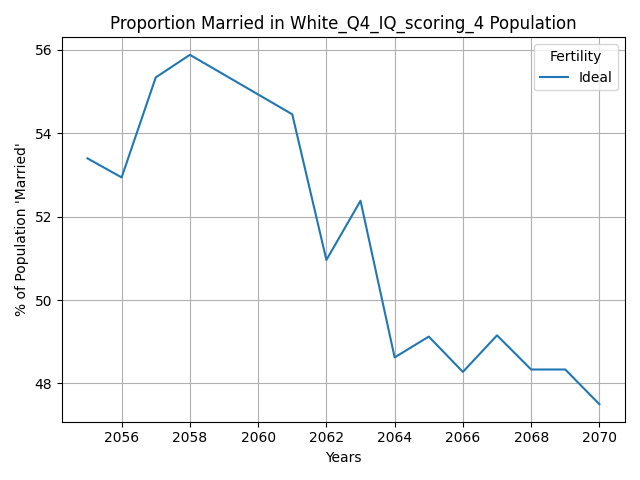 Proportion Married in White_Q4_IQ_scoring_4 Population
56
54
52
50
48
% of Population 'Married'
Fertility
Ideal
2056 2058 2060 2062 2064 2066 2068 2070
Years